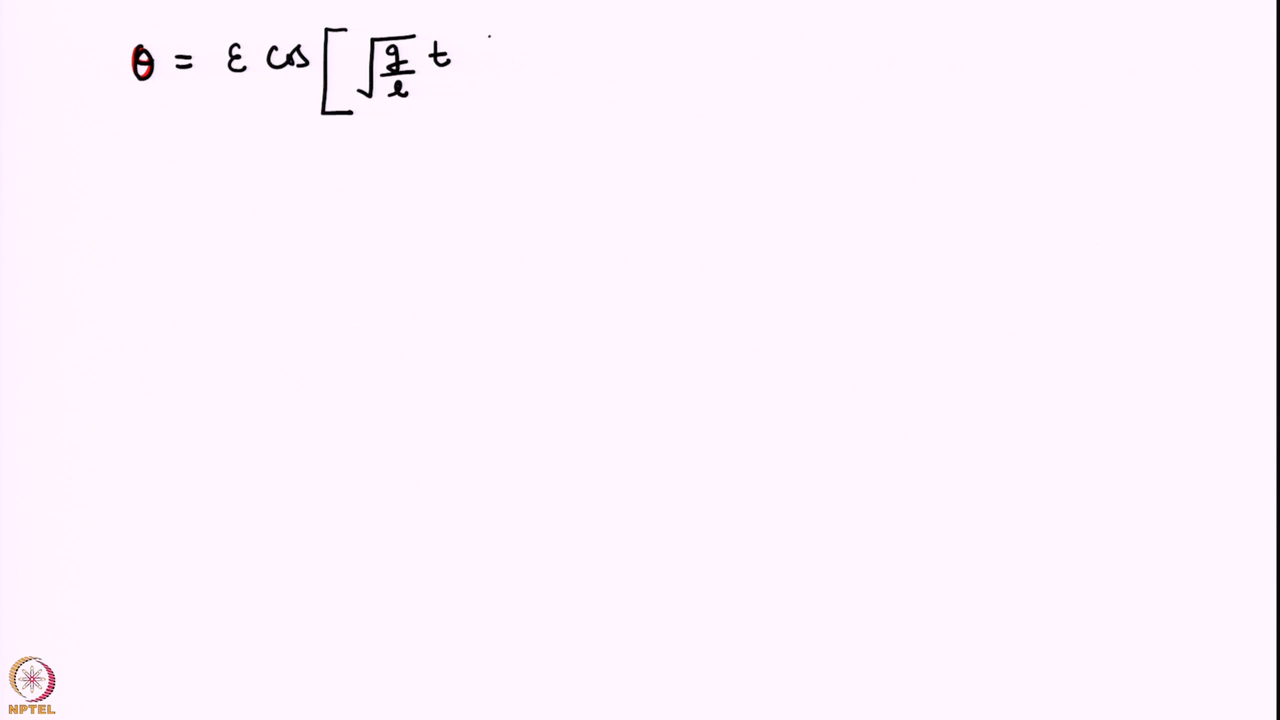 θ = ε cos [ √(g/l) t
NPTEL